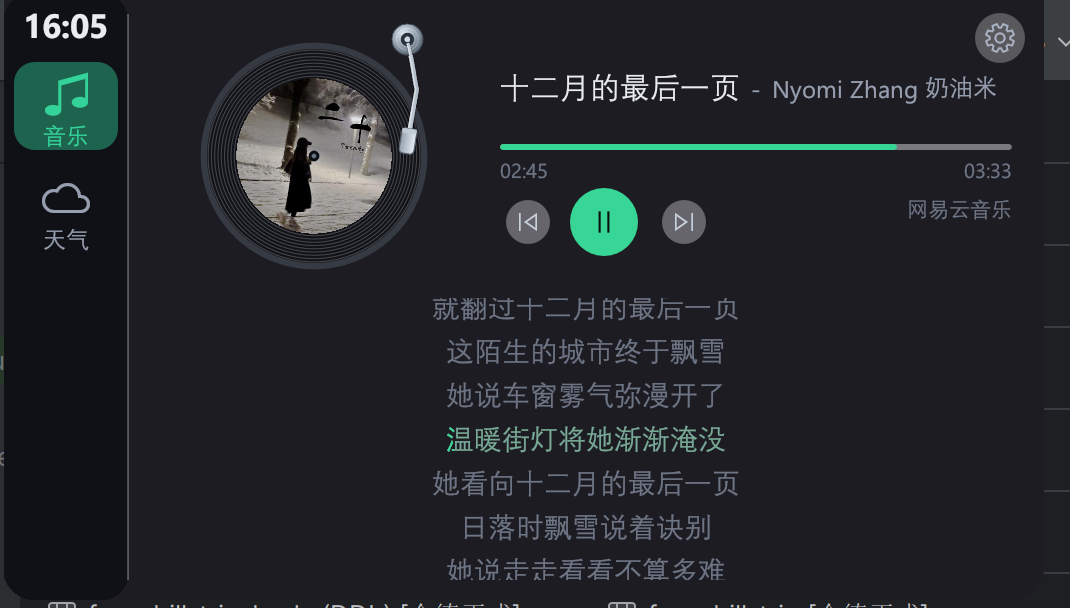 16:05
音乐
天气
十二月的最后一页 - Nyomi Zhang 奶油米
02:45
03:33
网易云音乐
就翻过十二月的最后一页
这陌生的城市终于飘雪
她说车窗雾气弥漫开了
温暖街灯将她渐渐淹没
她看向十二月的最后一页
日落时飘雪说着诀别
她说走走看看不算多难